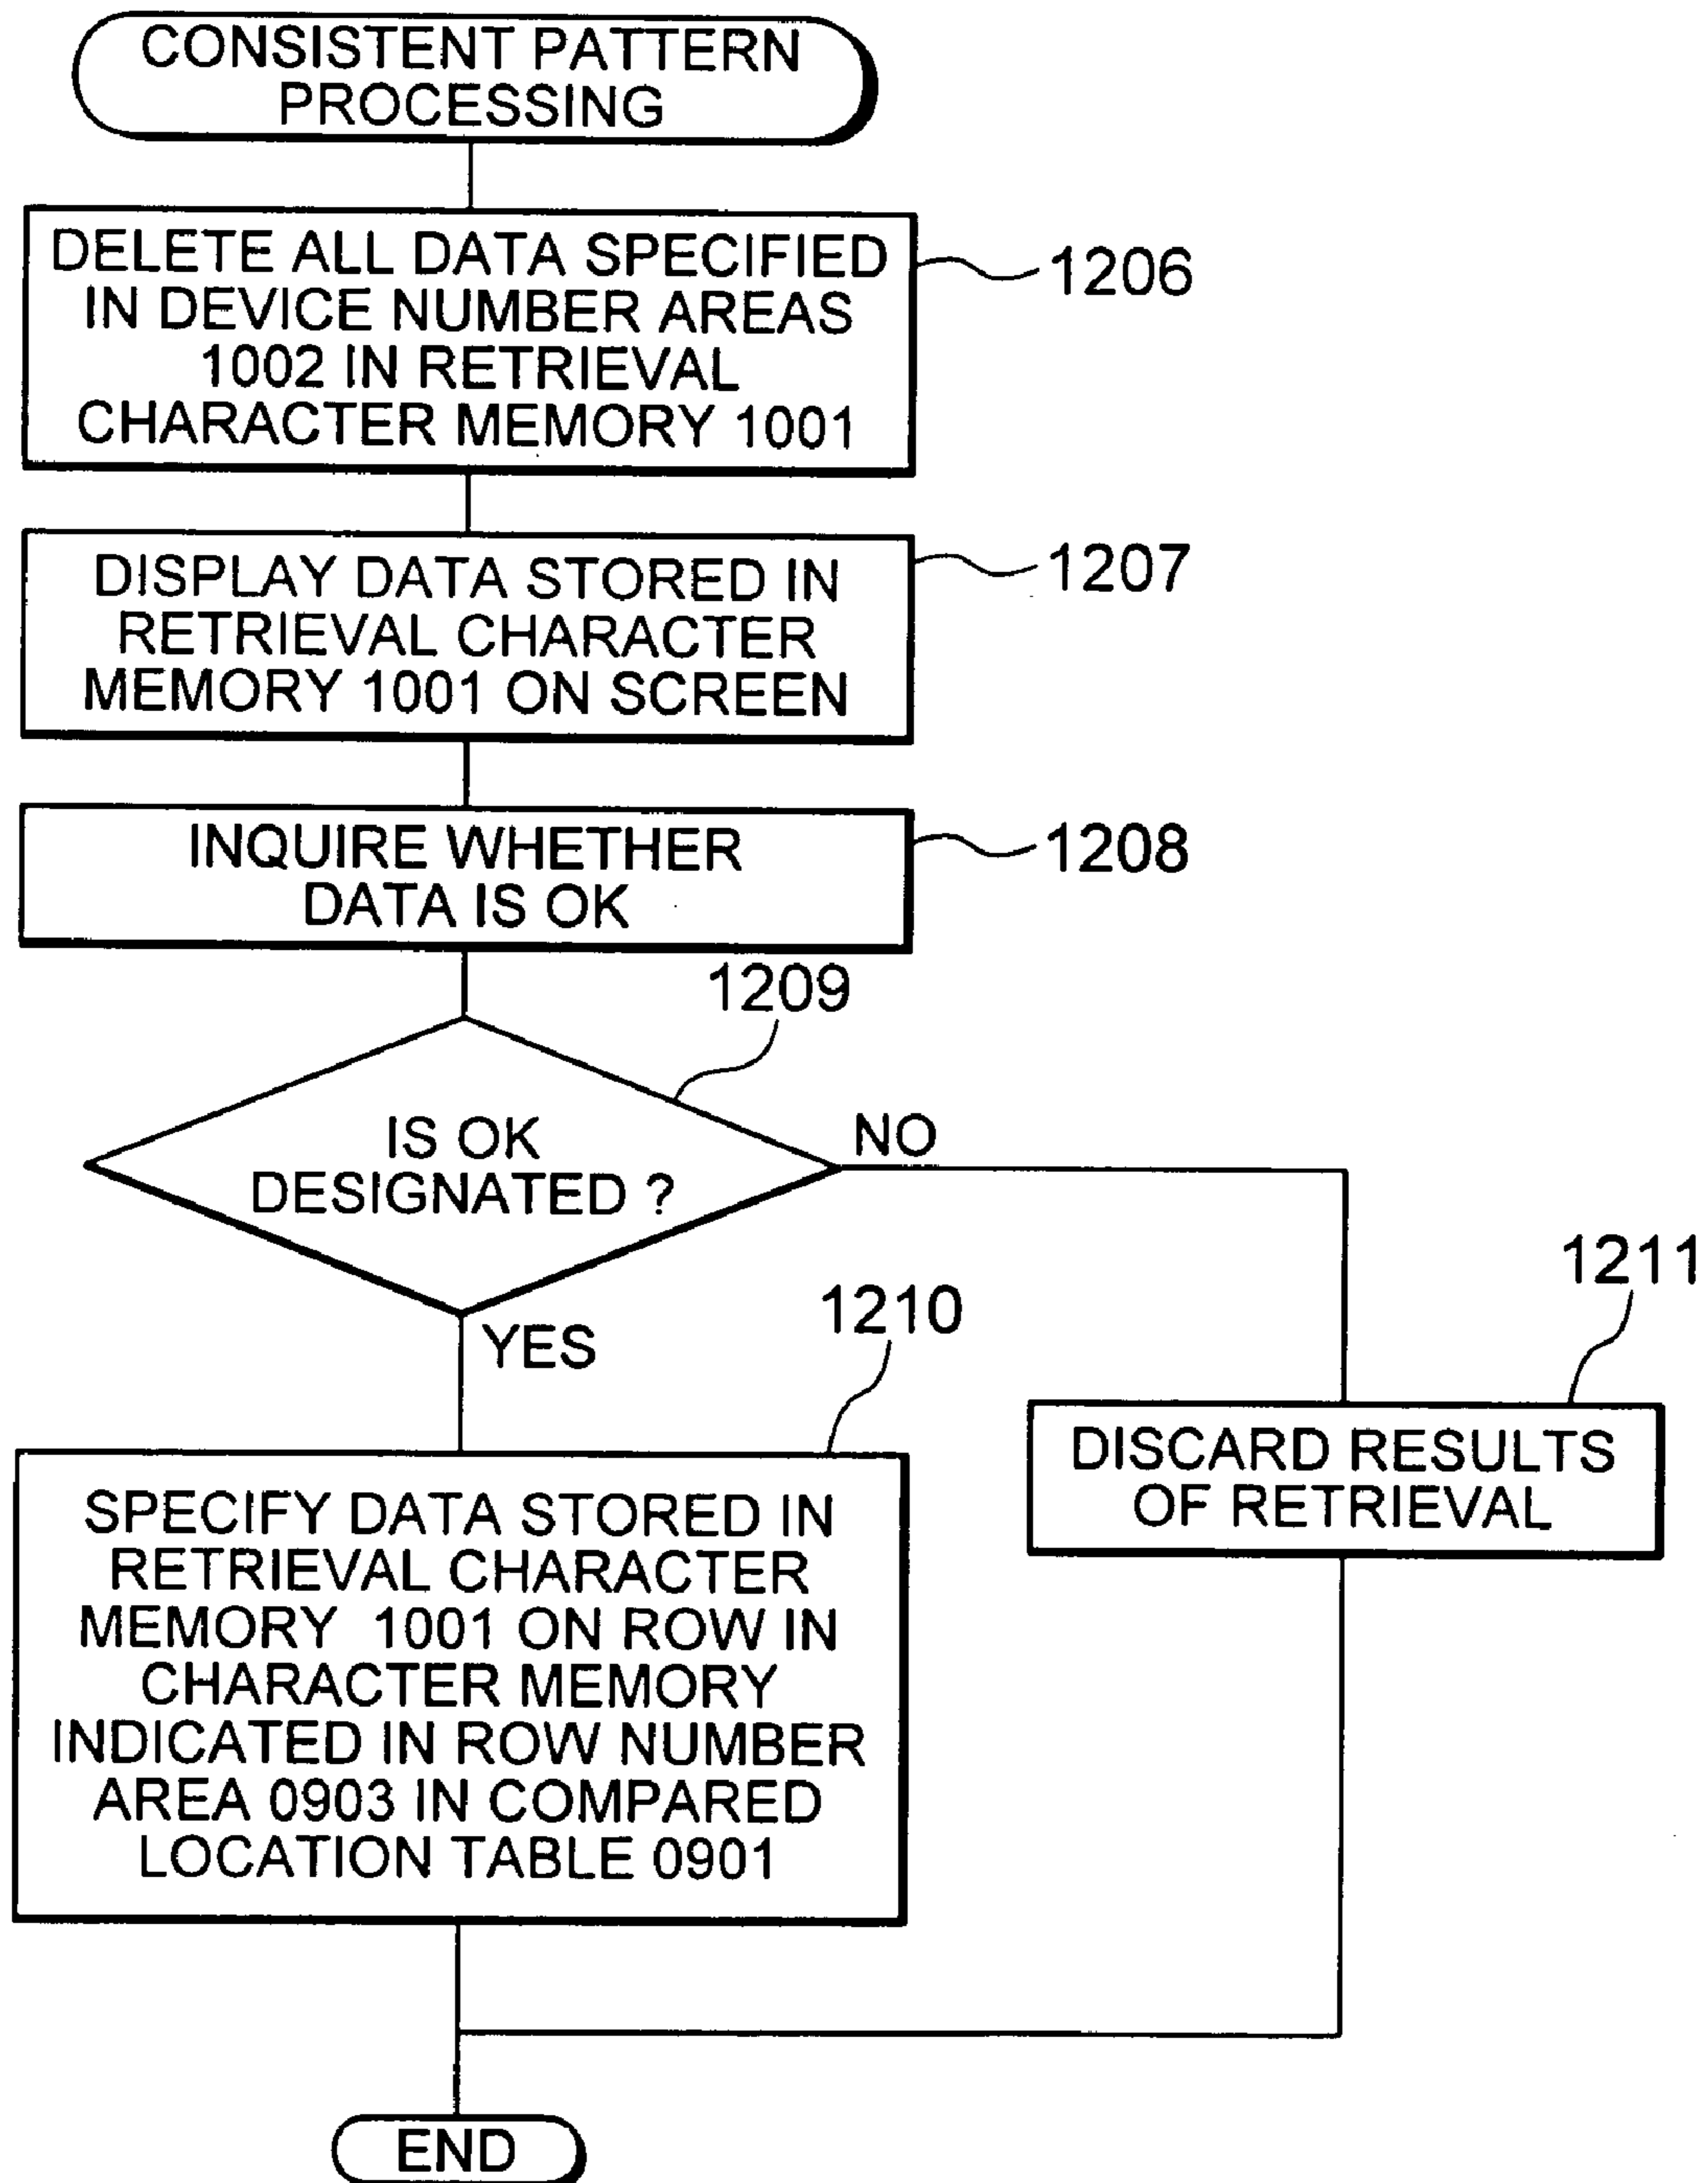 CONSISTENT PATTERN
PROCESSING
DELETE ALL DATA SPECIFIED
IN DEVICE NUMBER AREAS
1002 IN RETRIEVAL
CHARACTER MEMORY 1001
1206
DISPLAY DATA STORED IN
RETRIEVAL CHARACTER
MEMORY 1001 ON SCREEN
1207
INQUIRE WHETHER
DATA IS OK
1208
1209
IS OK
DESIGNATED ?
NO
YES
1210
1211
SPECIFY DATA STORED IN
RETRIEVAL CHARACTER
MEMORY 1001 ON ROW IN
CHARACTER MEMORY
INDICATED IN ROW NUMBER
AREA 0903 IN COMPARED
LOCATION TABLE 0901
DISCARD RESULTS
OF RETRIEVAL
END